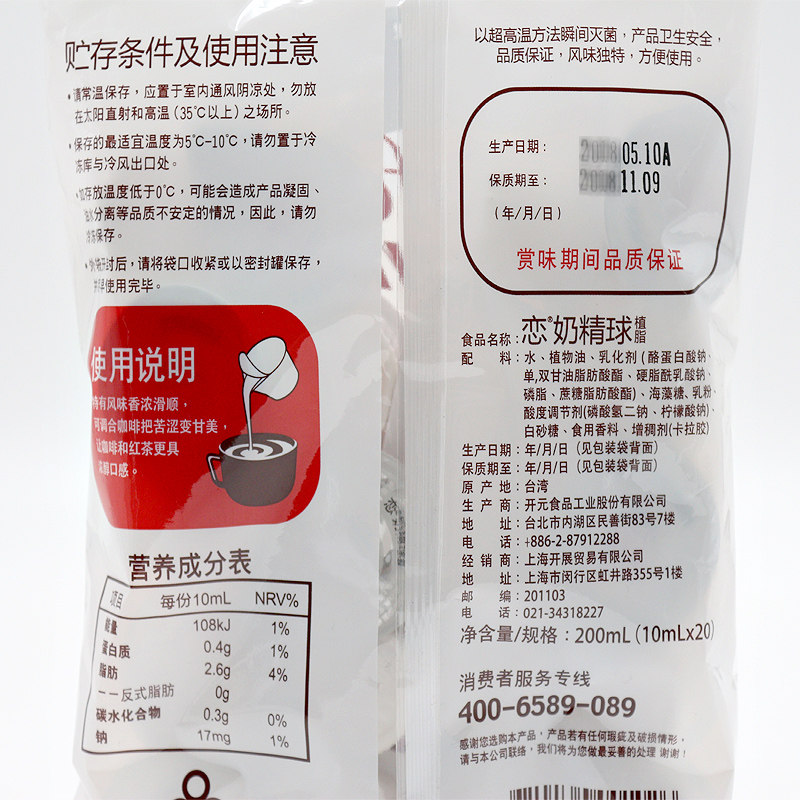 贮存条件及使用注意
•请常温保存，应置于室内通风阴凉处，勿放
在太阳直射和高温（35℃以上）之场所。
•保存的最适宜温度为5℃-10℃，请勿置于冷
冻库与冷风出口处。
如存放温度低于0℃，可能会造成产品凝固、
油水分离等品质不安定的情况，因此，请勿
冷冻保存。
开封后，请将袋口收紧或以密封罐保存，
使用完毕。
使用说明
特有风味香浓滑顺，
可调合咖啡把苦涩变甘美，
让咖啡和红茶更具
浓醇口感。
营养成分表
项目 每份10mL NRV%
能量 108kJ 1%
蛋白质 0.4g 1%
脂肪 2.6g 4%
——反式脂肪 0g
碳水化合物 0.3g 0%
钠 17mg 1%
以超高温方法瞬间灭菌，产品卫生安全，
品质保证，风味独特，方便使用。
生产日期： 05.10A
保质期至： 11.09
（年/月/日）
赏味期间品质保证
食品名称：恋®奶精球植脂
配 料：水、植物油、乳化剂（酪蛋白酸钠、
单,双甘油脂肪酸酯、硬脂酰乳酸钠、
磷脂、蔗糖脂肪酸酯）、海藻糖、乳粉、
酸度调节剂(磷酸氢二钠、柠檬酸钠)、
白砂糖、食用香料、增稠剂(卡拉胶)
生产日期：年/月/日（见包装袋背面）
保质期至：年/月/日（见包装袋背面）
原 产 地：台湾
生 产 商：开元食品工业股份有限公司
地 址：台北市内湖区民善街83号7楼
电 话：+886-2-87912288
经 销 商：上海开展贸易有限公司
地 址：上海市闵行区虹井路355号1楼
邮 编：201103
电 话：021-34318227
净含量/规格：200mL（10mLx20）
消费者服务专线
400-6589-089
感谢您选购本产品，产品若有任何瑕疵及破损情形，
请与本公司联络，我们将为您做最妥善的处理 谢谢！